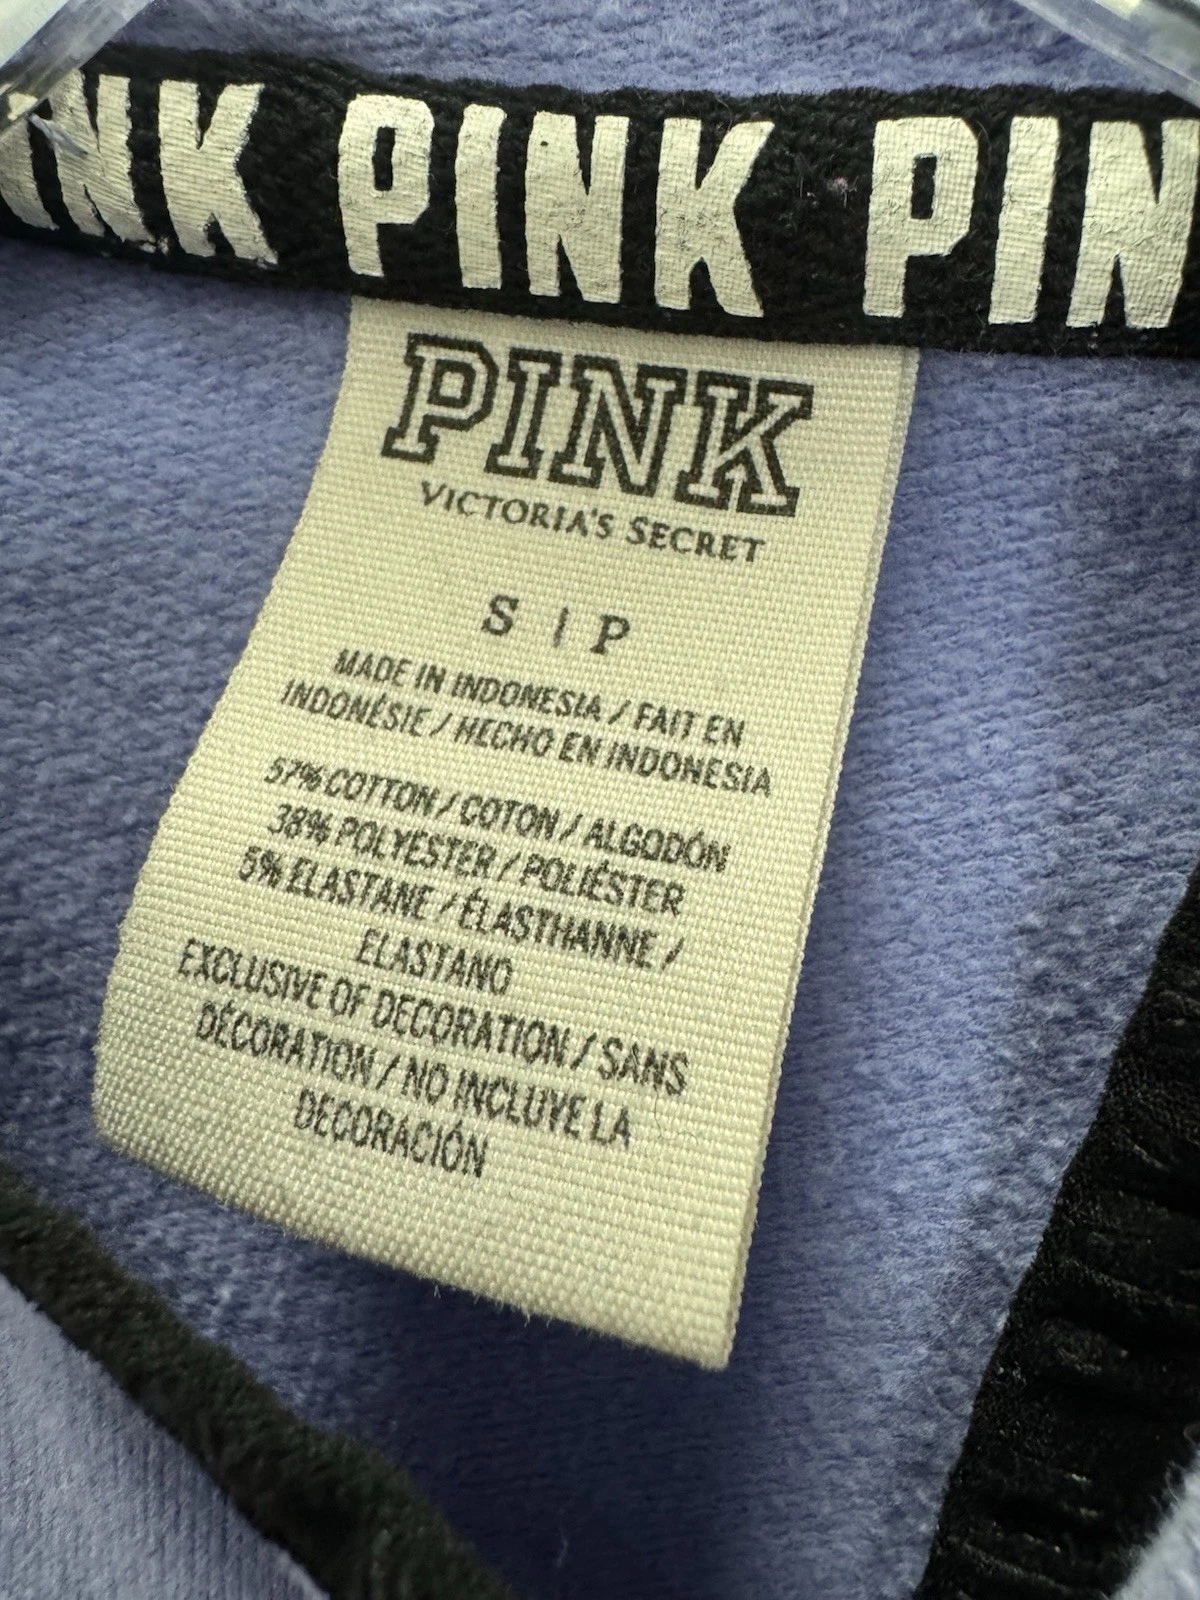 INK PINK PIN
PINK
VICTORIA'S SECRET
S | P
MADE IN INDONESIA / FAIT EN
INDONÉSIE / HECHO EN INDONESIA
57% COTTON / COTON / ALGODÓN
38% POLYESTER / POLIÉSTER
5% ELASTANE / ÉLASTHANNE /
ELASTANO
EXCLUSIVE OF DECORATION / SANS
DÉCORATION / NO INCLUYE LA
DECORACIÓN